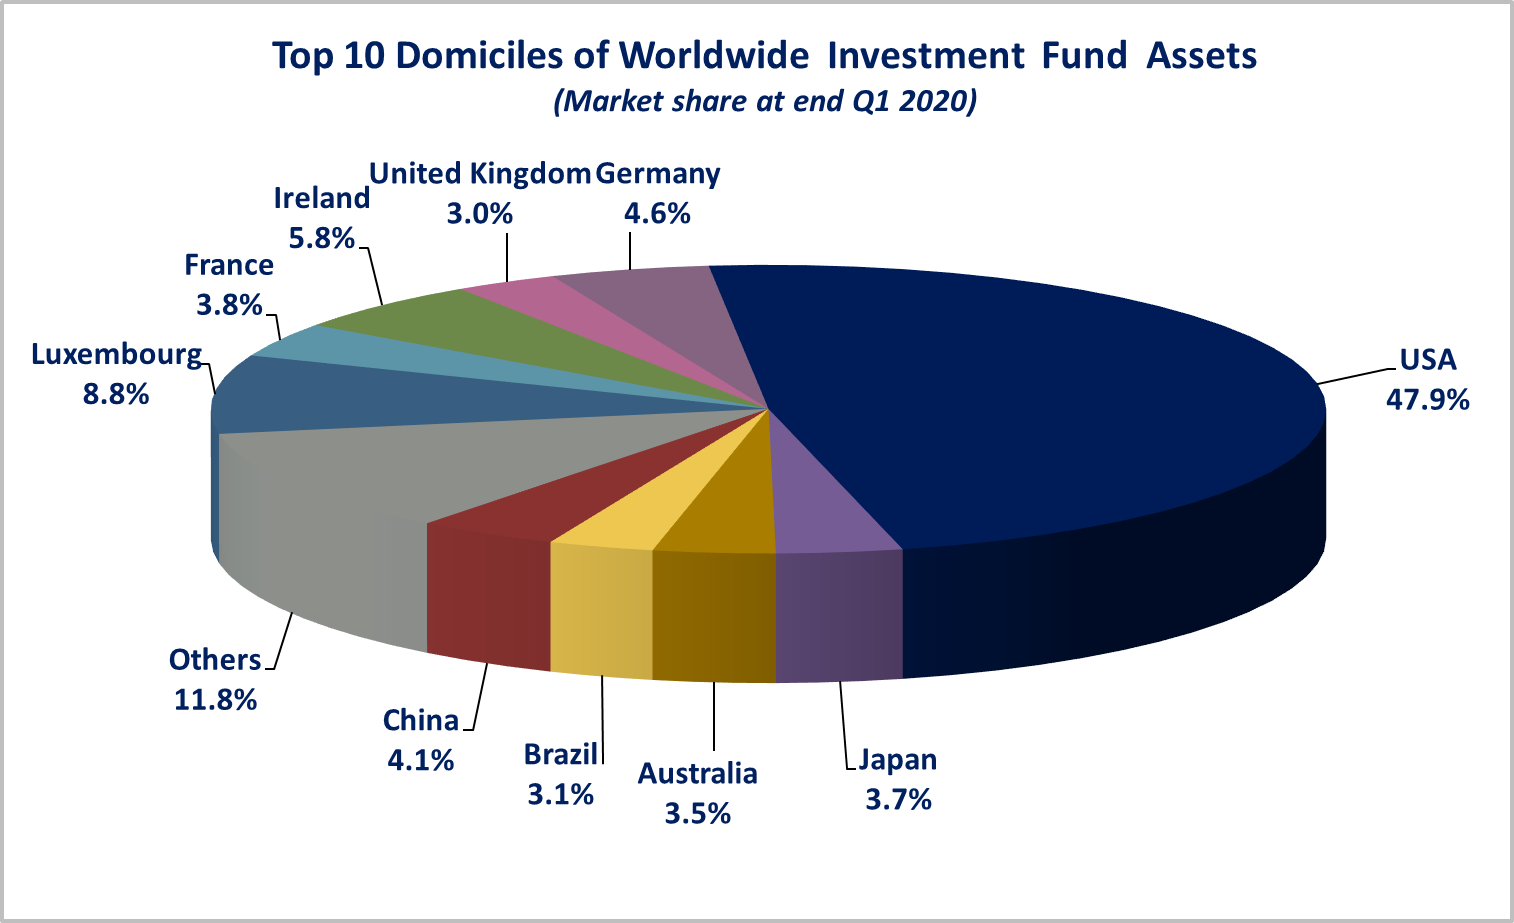 Top 10 Domiciles of Worldwide Investment Fund Assets
(Market share at end Q1 2020)
United Kingdom
3.0%
Germany
4.6%
Ireland
5.8%
France
3.8%
Luxembourg
8.8%
USA
47.9%
Others
11.8%
China
4.1%
Brazil
3.1%
Australia
3.5%
Japan
3.7%